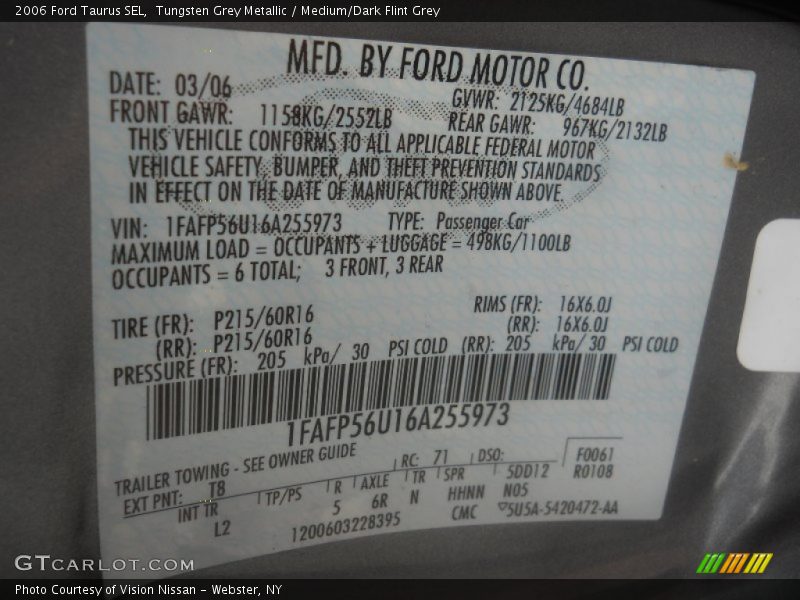 2006 Ford Taurus SEL,  Tungsten Grey Metallic / Medium/Dark Flint Grey
MFD. BY FORD MOTOR CO.
DATE: 03/06 GVWR: 2125KG/4684LB
FRONT GAWR: 1158KG/2552LB REAR GAWR: 967KG/2132LB
THIS VEHICLE CONFORMS TO ALL APPLICABLE FEDERAL MOTOR
VEHICLE SAFETY, BUMPER, AND THEFT PREVENTION STANDARDS
IN EFFECT ON THE DATE OF MANUFACTURE SHOWN ABOVE.
VIN: 1FAFP56U16A255973 TYPE: Passenger Car
MAXIMUM LOAD = OCCUPANTS + LUGGAGE = 498KG/1100LB
OCCUPANTS = 6 TOTAL; 3 FRONT, 3 REAR
TIRE (FR): P215/60R16 RIMS (FR): 16X6.0J
(RR): P215/60R16 (RR): 16X6.0J
PRESSURE (FR): 205 kPa/ 30 PSI COLD (RR): 205 kPa/ 30 PSI COLD
1FAFP56U16A255973
TRAILER TOWING - SEE OWNER GUIDE RC: 71 DSO: F0061
EXT PNT: T8 5DD12 R0108
INT TR TP/PS R AXLE TR SPR N05
L2 5 6R N HHNN
1200603228395 CMC 5U5A-5420472-AA
GTCARLOT.COM
Photo Courtesy of Vision Nissan - Webster, NY